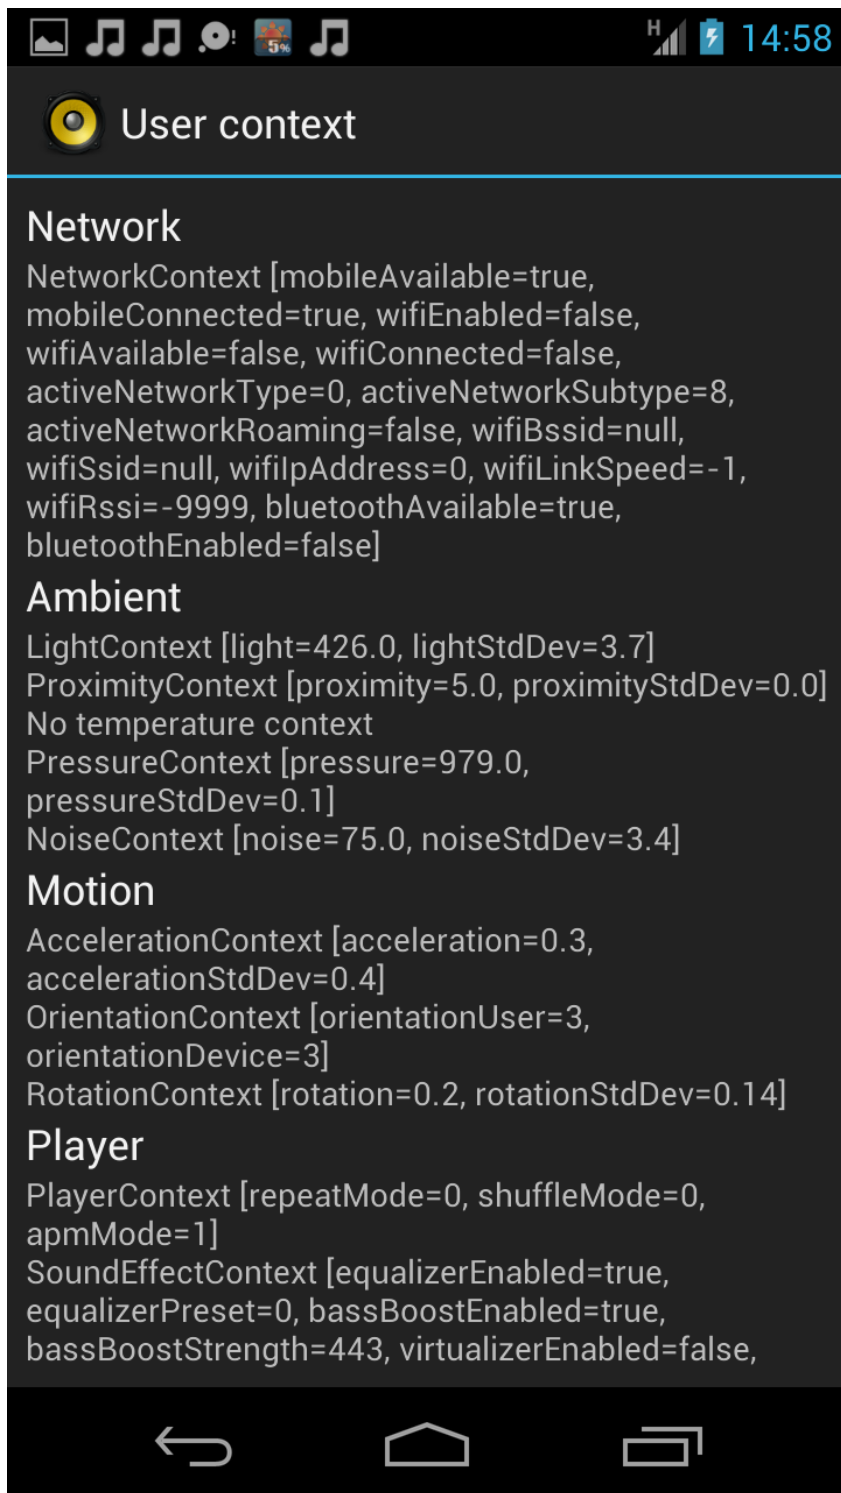 5%
H
14:58
User context
Network
NetworkContext [mobileAvailable=true,
mobileConnected=true, wifiEnabled=false,
wifiAvailable=false, wifiConnected=false,
activeNetworkType=0, activeNetworkSubtype=8,
activeNetworkRoaming=false, wifiBssid=null,
wifiSsid=null, wifiIpAddress=0, wifiLinkSpeed=-1,
wifiRssi=-9999, bluetoothAvailable=true,
bluetoothEnabled=false]
Ambient
LightContext [light=426.0, lightStdDev=3.7]
ProximityContext [proximity=5.0, proximityStdDev=0.0]
No temperature context
PressureContext [pressure=979.0,
pressureStdDev=0.1]
NoiseContext [noise=75.0, noiseStdDev=3.4]
Motion
AccelerationContext [acceleration=0.3,
accelerationStdDev=0.4]
OrientationContext [orientationUser=3,
orientationDevice=3]
RotationContext [rotation=0.2, rotationStdDev=0.14]
Player
PlayerContext [repeatMode=0, shuffleMode=0,
apmMode=1]
SoundEffectContext [equalizerEnabled=true,
equalizerPreset=0, bassBoostEnabled=true,
bassBoostStrength=443, virtualizerEnabled=false,